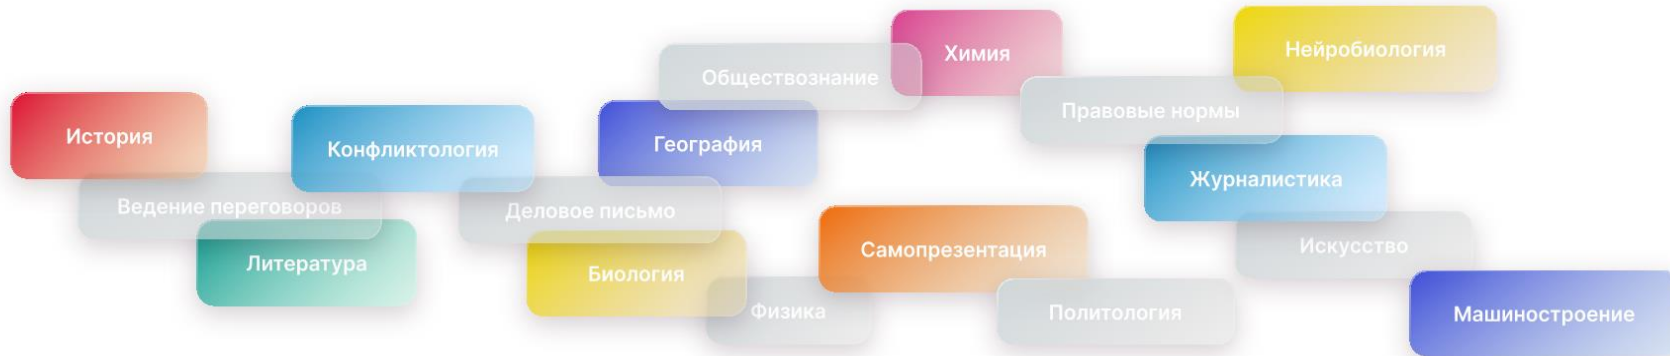 История
Ведение переговоров
Литература
Конфликтология
Деловое письмо
Биология
География
Обществознание
Физика
Химия
Самопрезентация
Политология
Правовые нормы
Нейробиология
Журналистика
Искусство
Машиностроение